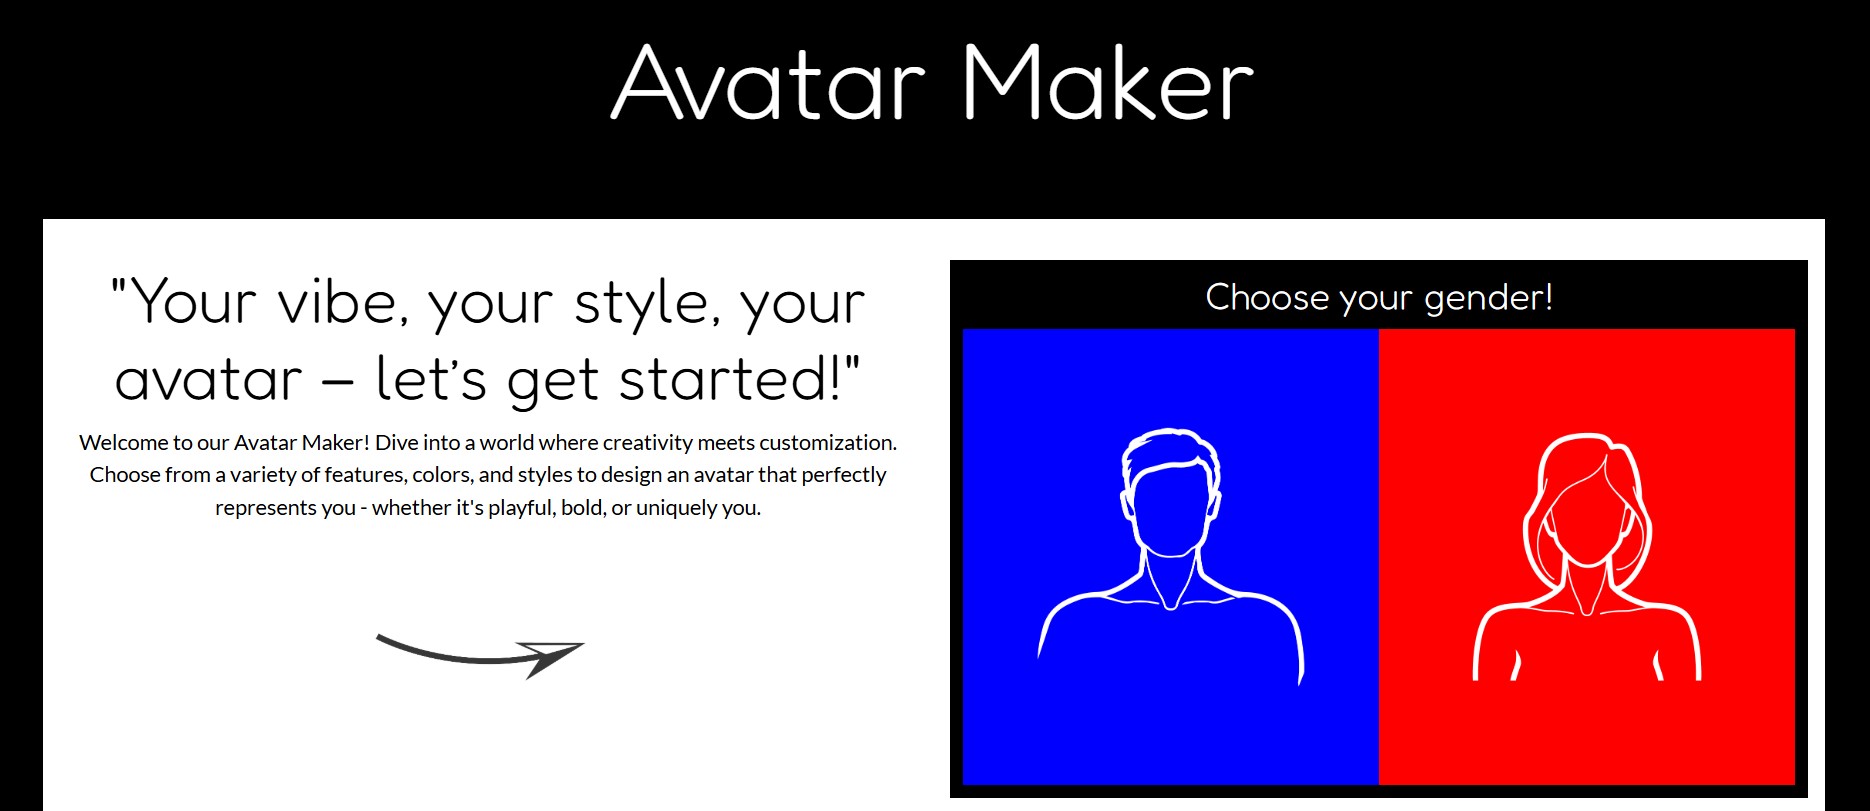 Avatar Maker
"Your vibe, your style, your
avatar – let’s get started!"
Welcome to our Avatar Maker! Dive into a world where creativity meets customization.
Choose from a variety of features, colors, and styles to design an avatar that perfectly
represents you - whether it's playful, bold, or uniquely you.
Choose your gender!